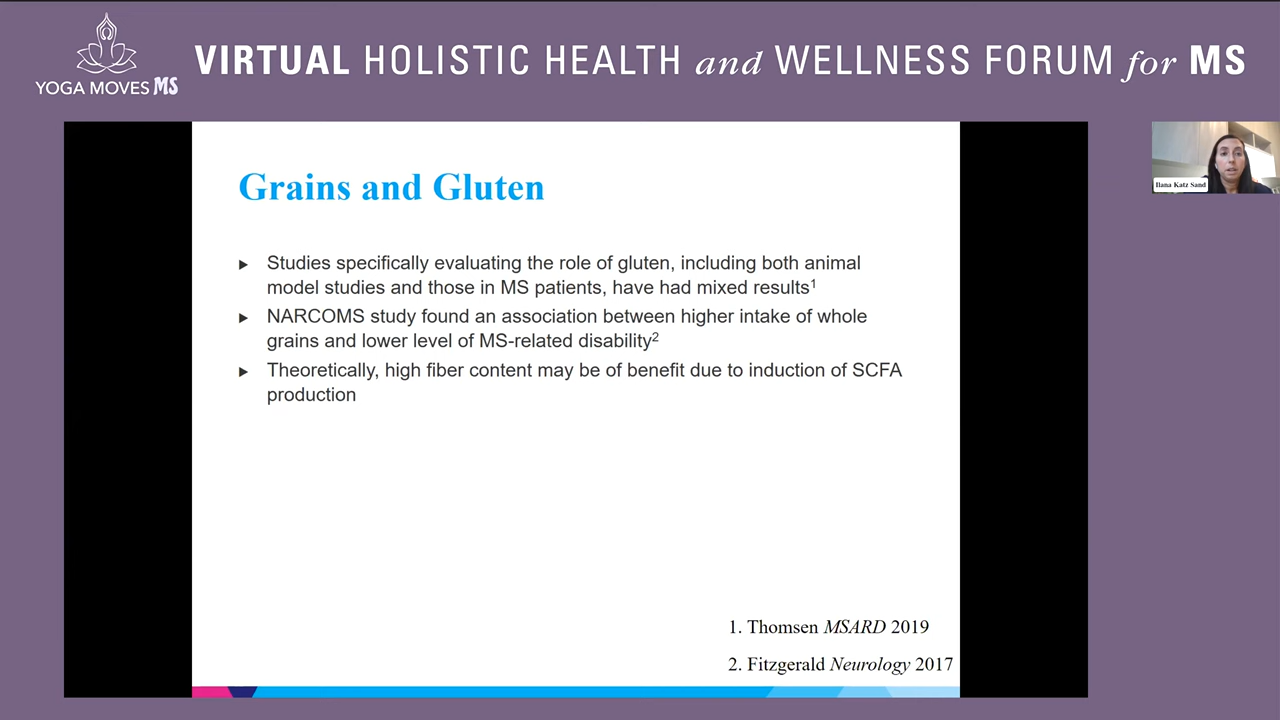 YOGA MOVES MS
VIRTUAL HOLISTIC HEALTH and WELLNESS FORUM for MS
Ilana Katz Sand
Grains and Gluten
Studies specifically evaluating the role of gluten, including both animal
model studies and those in MS patients, have had mixed results1
NARCOMS study found an association between higher intake of whole
grains and lower level of MS-related disability2
Theoretically, high fiber content may be of benefit due to induction of SCFA
production
1. Thomsen MSARD 2019
2. Fitzgerald Neurology 2017